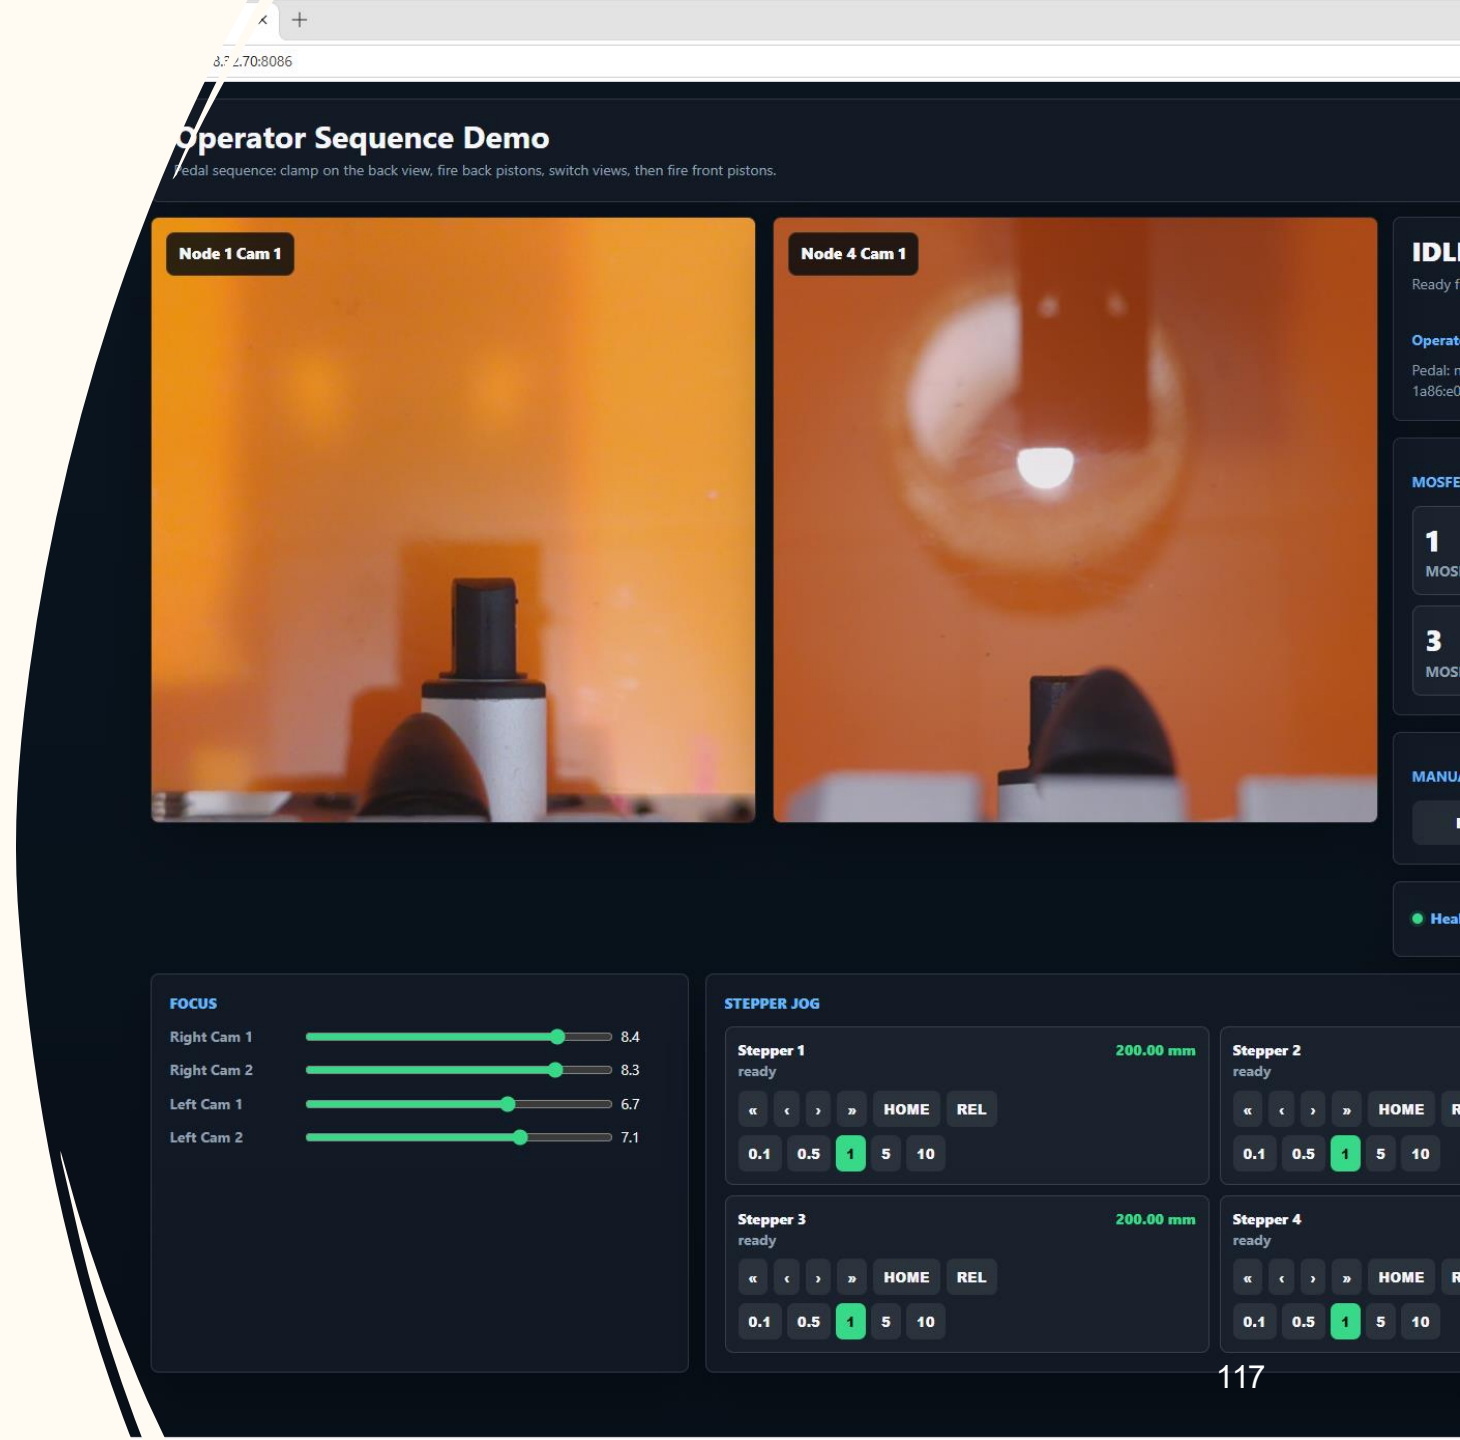 +
70:8086
Operator Sequence Demo
Pedal sequence: clamp on the back view, fire back pistons, switch views, then fire front pistons.
Node 1 Cam 1
Node 4 Cam 1
Ready
Pedal:
1
3
FOCUS
Right Cam 1 8.4
Right Cam 2 8.3
Left Cam 1 6.7
Left Cam 2 7.1
STEPPER JOG
Stepper 1 200.00 mm
ready
« ‹ › » HOME REL
0.1 0.5 1 5 10
Stepper 2
ready
« ‹ › » HOME
0.1 0.5 1 5 10
Stepper 3 200.00 mm
ready
« ‹ › » HOME REL
0.1 0.5 1 5 10
Stepper 4
ready
« ‹ › » HOME
0.1 0.5 1 5 10
117